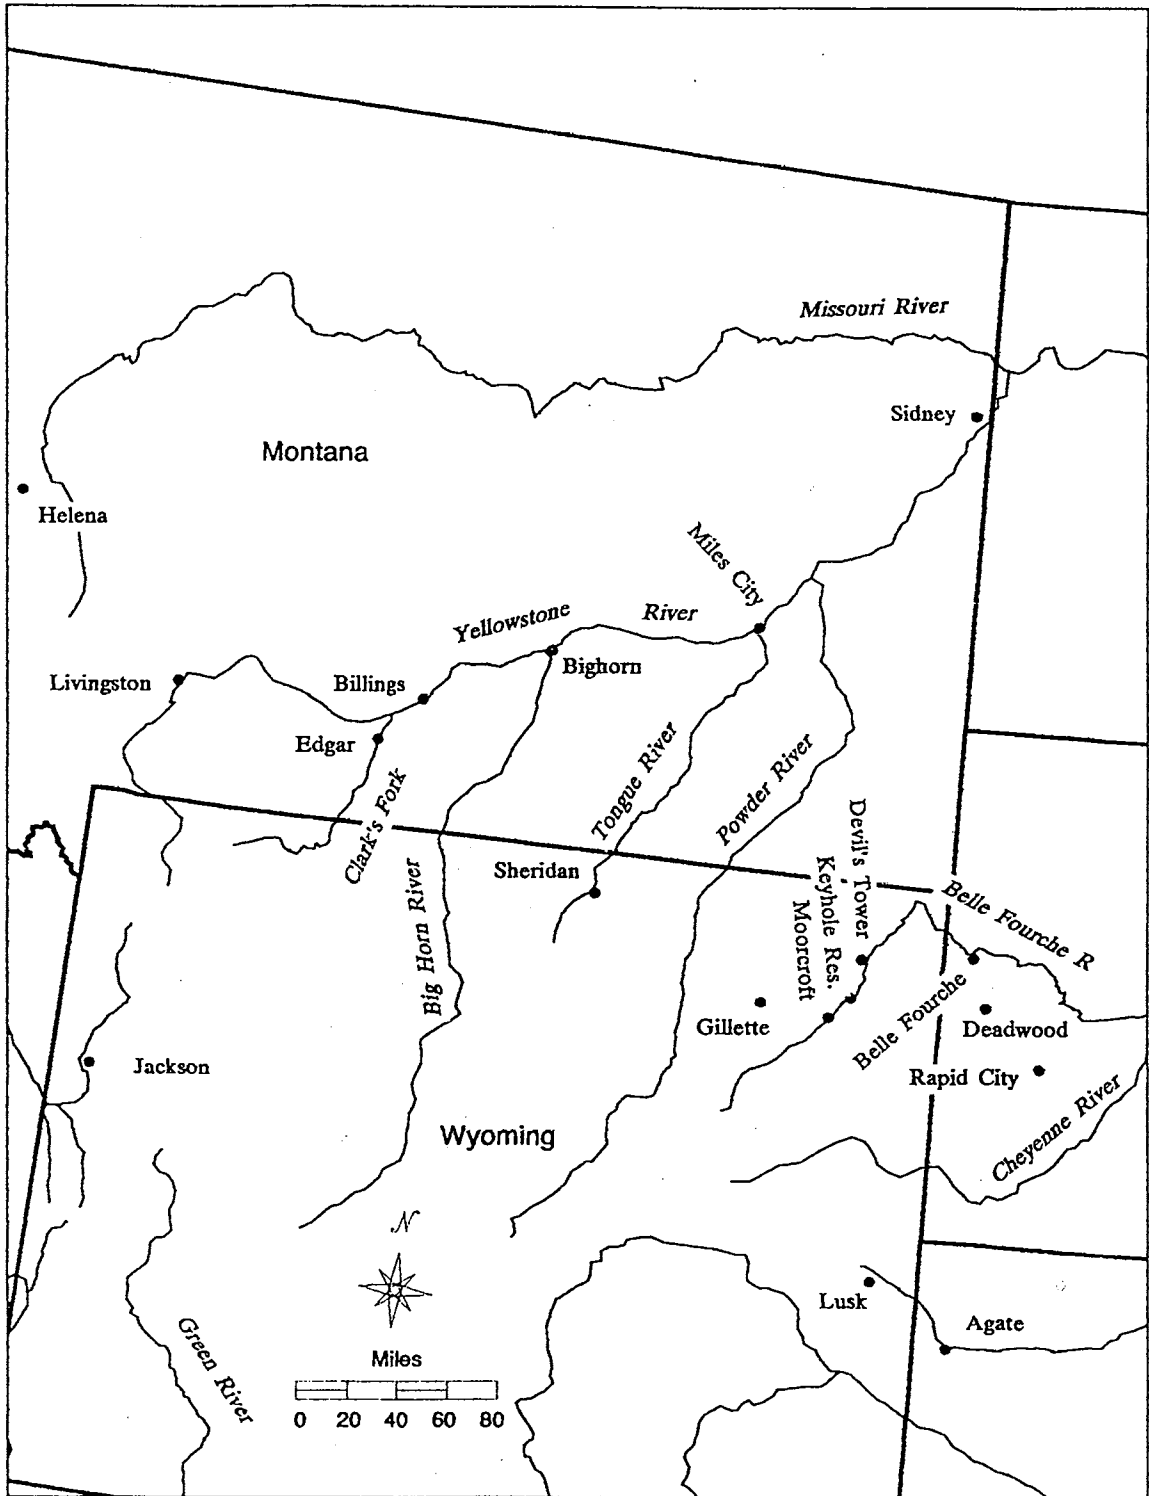 Missouri River
Sidney
Montana
Helena
Miles City
Yellowstone River
Bighorn
Livingston
Billings
Edgar
Clark's Fork
Tongue River
Powder River
Devil's Tower
Keyhole Res.
Moorcroft
Sheridan
Big Horn River
Belle Fourche R
Belle Fourche
Gillette
Deadwood
Jackson
Rapid City
Cheyenne River
Wyoming
N
Lusk
Agate
Green River
Miles
0 20 40 60 80